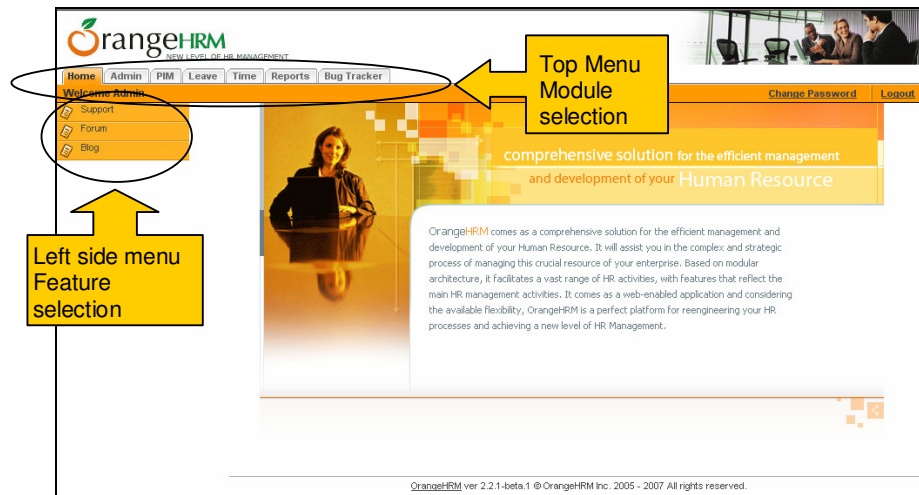 OrangeHRM
NEW LEVEL OF HR MANAGEMENT
Home Admin PIM Leave Time Reports Bug Tracker
Welcome Admin
Change Password Logout
Support
Forum
Blog
Top Menu
Module
selection
Left side menu
Feature
selection
comprehensive solution for the efficient management
and development of your Human Resource
OrangeHRM comes as a comprehensive solution for the efficient management and
development of your Human Resource. It will assist you in the complex and strategic
process of managing this crucial resource of your enterprise. Based on modular
architecture, it facilitates a vast range of HR activities, with features that reflect the
main HR management activities. It comes as a web-enabled application and considering
the available flexibility, OrangeHRM is a perfect platform for reengineering your HR
processes and achieving a new level of HR Management.
OrangeHRM ver 2.2.1-beta.1 © OrangeHRM Inc. 2005 - 2007 All rights reserved.